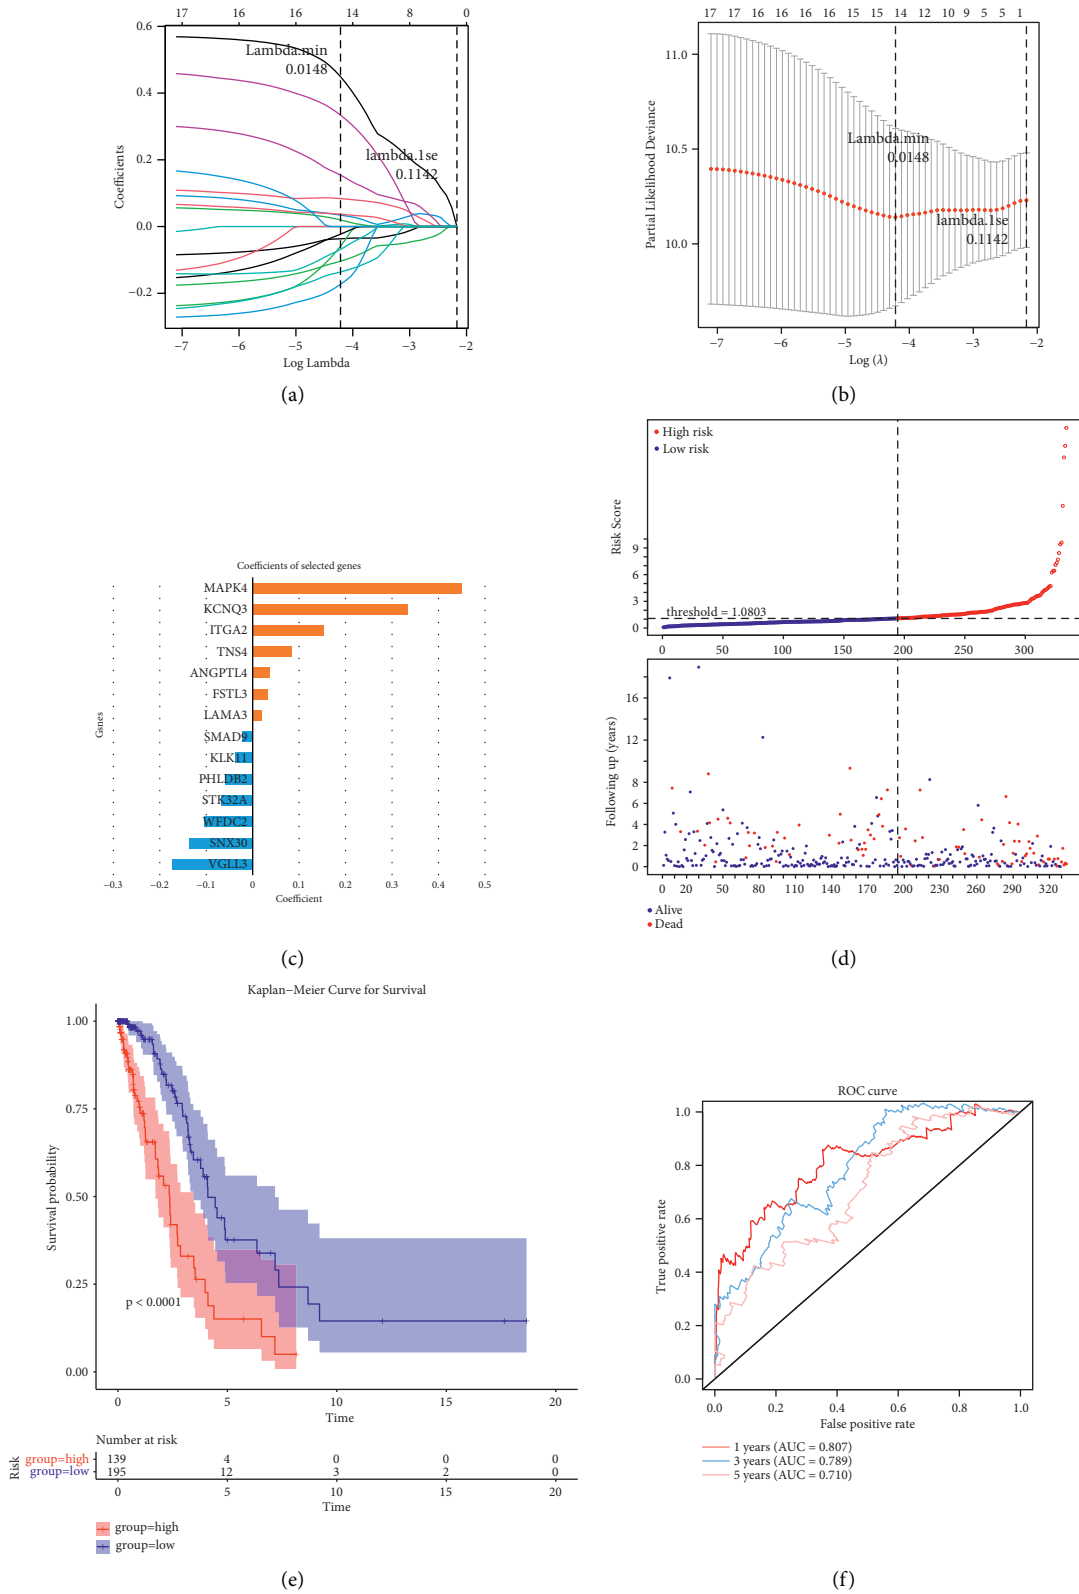 17 16 16 14 8 0
0.6
0.4
0.2
0.0
−0.2
Coefficients
Lambda.min
0.0148
lambda.1se
0.1142
−7 −6 −5 −4 −3 −2
Log Lambda
(a)
17 17 16 16 16 16 15 15 14 12 10 9 5 5 1
11.0
10.5
10.0
Partial Likelihood Deviance
Lambda.min
0.0148
lambda.1se
0.1142
−7 −6 −5 −4 −3 −2
Log (λ)
(b)
Coefficients of selected genes
MAPK4
KCNQ3
ITGA2
TNS4
ANGPTL4
FSTL3
LAMA3
SMAD9
KLK11
PHLDB2
STK32A
WFDC2
SNX30
VGLL3
Gsnes
−0.3 −0.2 −0.1 0 0.1 0.2 0.3 0.4 0.5
Coefficient
(c)
High risk
Low risk
Risk Score
9
6
4
2
0
threshold = 1.0803
0 50 100 150 200 250 300
Following up (years)
16
12
8
6
4
2
0
0 20 40 60 80 110 140 170 200 230 260 290 320
Alive
Dead
(d)
Kaplan−Meier Curve for Survival
1.00
0.75
0.50
0.25
0.00
Survival probability
p < 0.0001
0 5 10 15 20
Time
Number at risk
Risk
group=high 139 4 0 0 0
group=low 195 12 3 2 0
0 5 10 15 20
Time
group=high
group=low
(e)
ROC curve
1.0
0.8
0.6
0.4
0.2
0.0
True positive rate
0.0 0.2 0.4 0.6 0.8 1.0
False positive rate
1 years (AUC = 0.807)
3 years (AUC = 0.789)
5 years (AUC = 0.710)
(f)